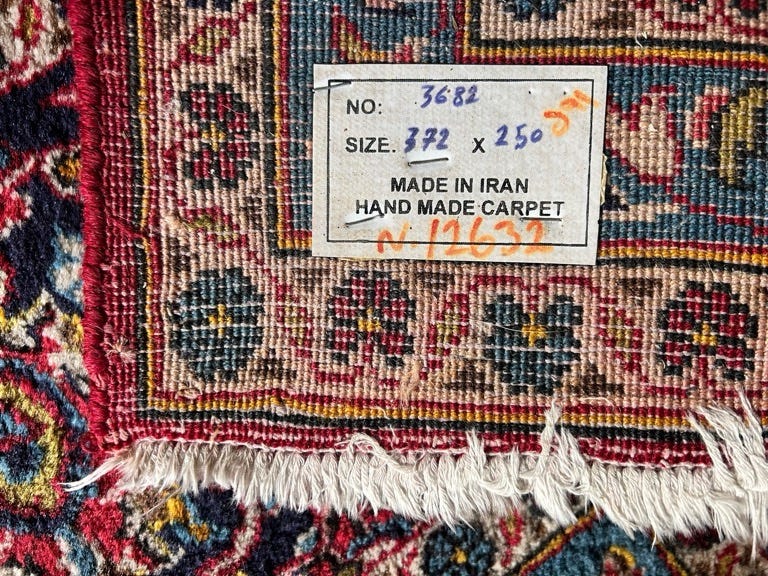 NO: 3682
SIZE. 372 X 250
MADE IN IRAN
HAND MADE CARPET
N.12632